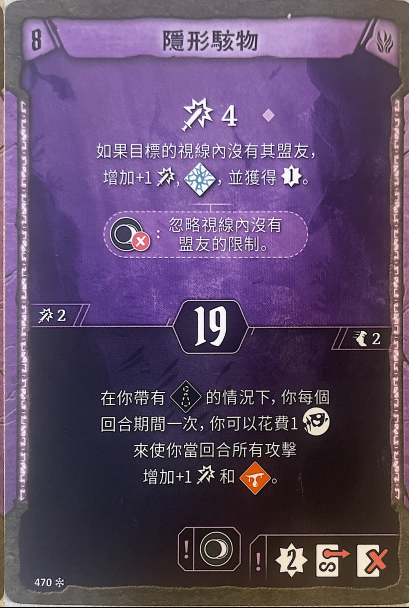 8 隱形駭物
4
如果目標的視線內沒有其盟友,
增加+1 , , 並獲得 1。
: 忽略視線內沒有
盟友的限制。
2
19
2
在你帶有 的情況下, 你每個
回合期間一次, 你可以花費1
來使你當回合所有攻擊
增加+1 和 。
! ! 2
470